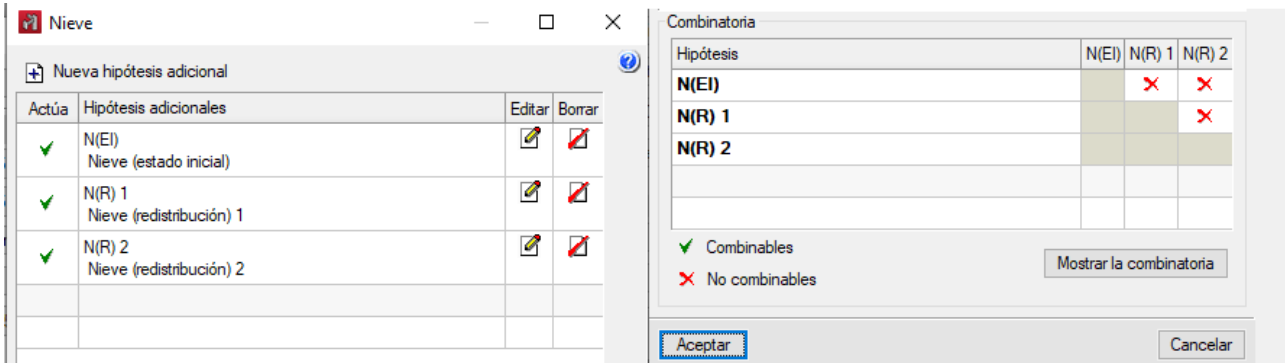 Nieve
Nueva hipótesis adicional
Actúa Hipótesis adicionales Editar Borrar
N(EI)
Nieve (estado inicial)
N(R) 1
Nieve (redistribución) 1
N(R) 2
Nieve (redistribución) 2
Combinatoria
Hipótesis N(EI) N(R) 1 N(R) 2
N(EI)
N(R) 1
N(R) 2
Combinables
No combinables
Mostrar la combinatoria
Aceptar
Cancelar